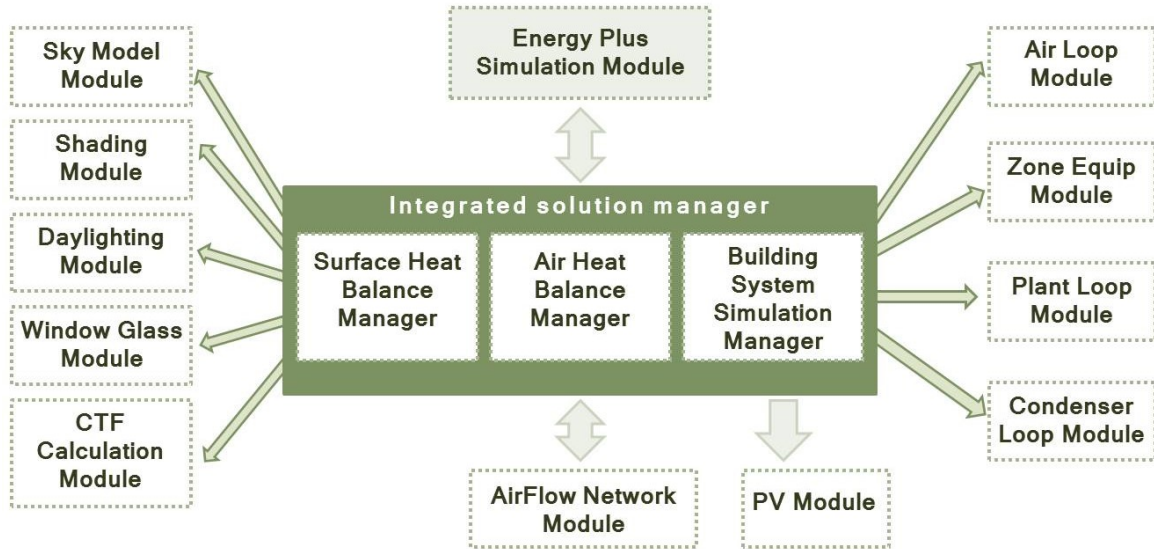 Sky Model
Module
Shading
Module
Daylighting
Module
Window Glass
Module
CTF
Calculation
Module
Energy Plus
Simulation Module
Integrated solution manager
Surface Heat
Balance
Manager
Air Heat
Balance
Manager
Building
System
Simulation
Manager
AirFlow Network
Module
PV Module
Air Loop
Module
Zone Equip
Module
Plant Loop
Module
Condenser
Loop Module